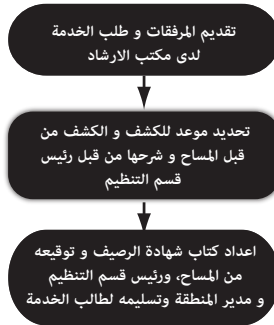 تقديم المرفقات و طلب الخدمة
لدى مكتب الارشاد
تحديد موعد للكشف و الكشف من
قبل المساح و شرحها من قبل رئيس
قسم التنظيم
اعداد كتاب شهادة الرصيف و توقيعه
من المساح، ورئيس قسم التنظيم
و مدير المنطقة وتسليمه لطالب الخدمة